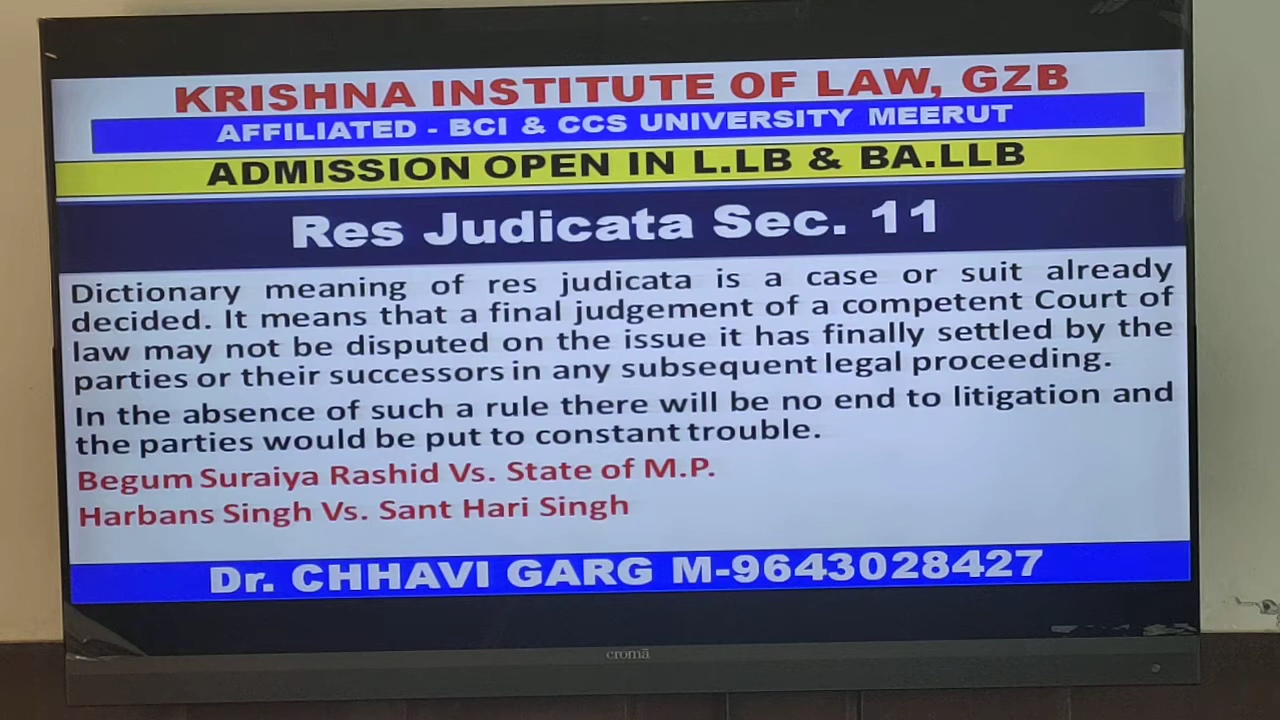 KRISHNA INSTITUTE OF LAW, GZB
AFFILIATED - BCI & CCS UNIVERSITY MEERUT
ADMISSION OPEN IN L.LB & BA.LLB
Res Judicata Sec. 11
Dictionary meaning of res judicata is a case or suit already
decided. It means that a final judgement of a competent Court of
law may not be disputed on the issue it has finally settled by the
parties or their successors in any subsequent legal proceeding.
In the absence of such a rule there will be no end to litigation and
the parties would be put to constant trouble.
Begum Suraiya Rashid Vs. State of M.P.
Harbans Singh Vs. Sant Hari Singh
Dr. CHHAVI GARG M-9643028427
cromā